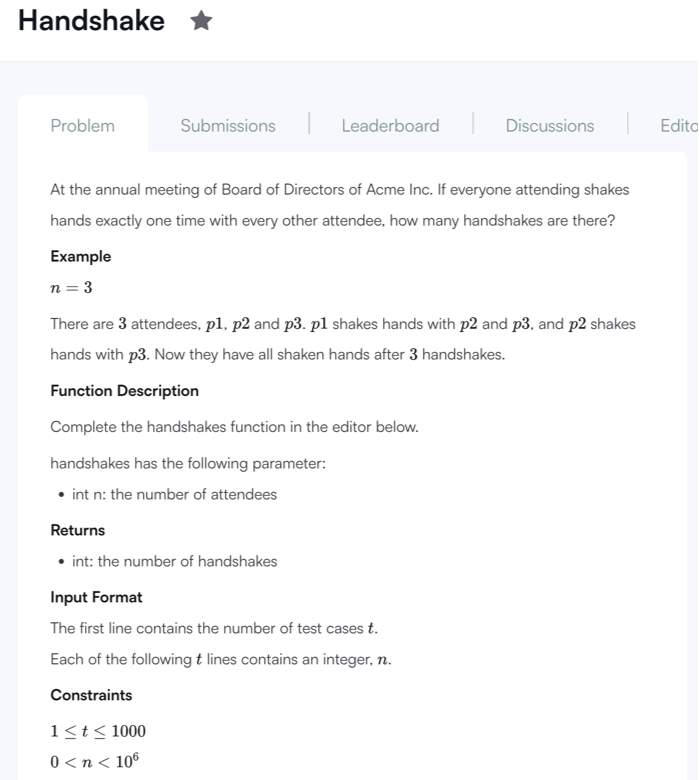 Handshake
Problem
Submissions
Leaderboard
Discussions
Edito
At the annual meeting of Board of Directors of Acme Inc. If everyone attending shakes
hands exactly one time with every other attendee, how many handshakes are there?
Example
n = 3
There are 3 attendees, p1, p2 and p3. p1 shakes hands with p2 and p3, and p2 shakes
hands with p3. Now they have all shaken hands after 3 handshakes.
Function Description
Complete the handshakes function in the editor below.
handshakes has the following parameter:
• int n: the number of attendees
Returns
• int: the number of handshakes
Input Format
The first line contains the number of test cases t.
Each of the following t lines contains an integer, n.
Constraints
1 ≤ t ≤ 1000
0 < n < 10⁶